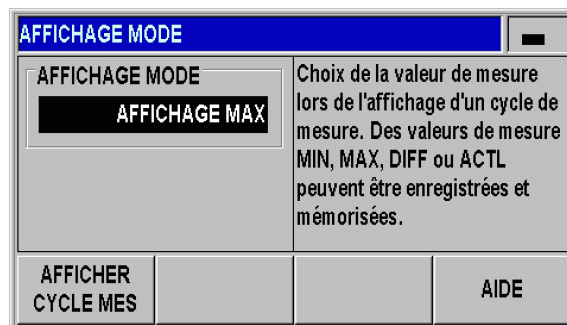 AFFICHAGE MODE
AFFICHAGE MODE
AFFICHAGE MAX
Choix de la valeur de mesure
lors de l'affichage d'un cycle de
mesure. Des valeurs de mesure
MIN, MAX, DIFF ou ACTL
peuvent être enregistrées et
mémorisées.
AFFICHER
CYCLE MES
AIDE